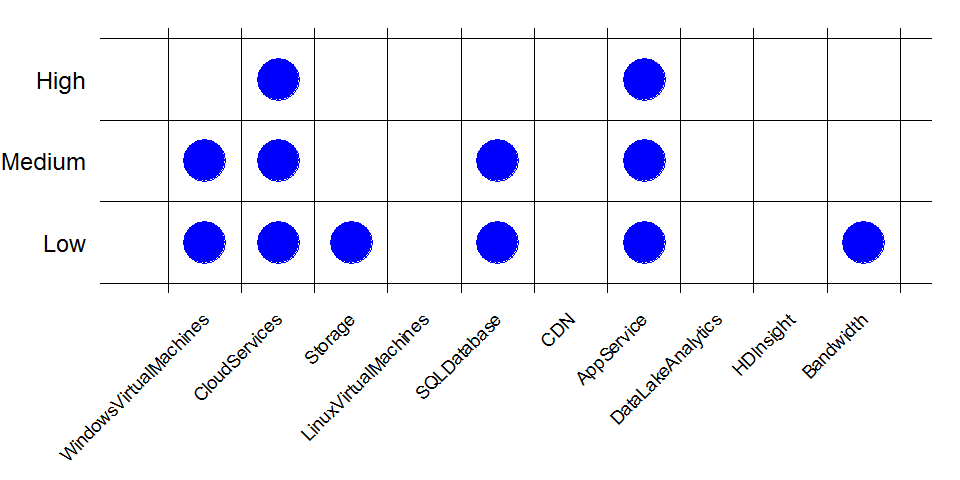 High
Medium
Low
WindowsVirtualMachines
CloudServices
Storage
LinuxVirtualMachines
SQLDatabase
CDN
AppService
DataLakeAnalytics
HDInsight
Bandwidth